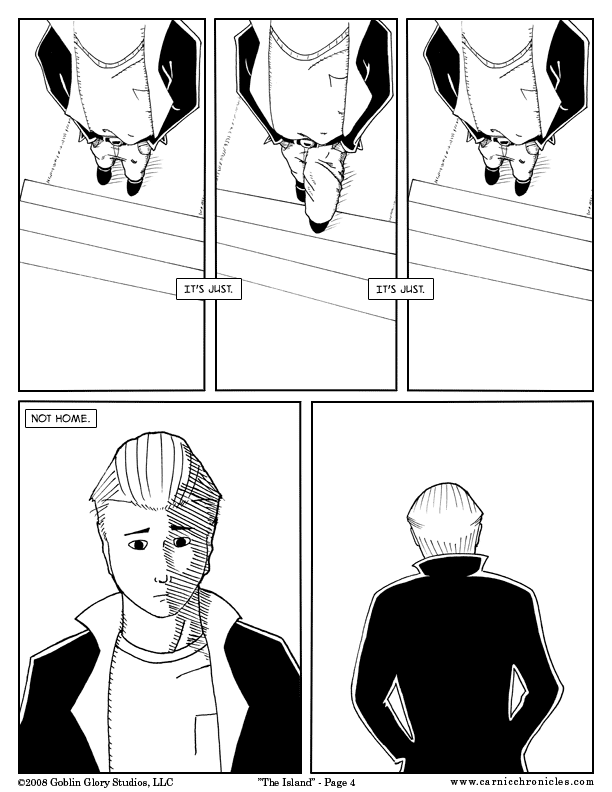 IT'S JUST.
IT'S JUST.
NOT HOME.
©2008 Goblin Glory Studios, LLC
"The Island" - Page 4
www.carnicchronicles.com